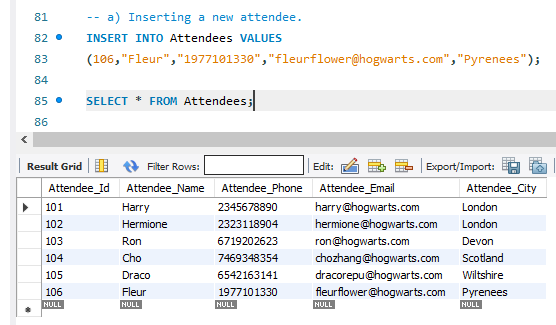 81 -- a) Inserting a new attendee.
82 INSERT INTO Attendees VALUES
83 (106,"Fleur","1977101330","fleurflower@hogwarts.com","Pyrenees");
84
85 SELECT * FROM Attendees;
86
Result Grid Filter Rows: Edit: Export/Import:
Attendee_Id Attendee_Name Attendee_Phone Attendee_Email Attendee_City
101 Harry 2345678890 harry@hogwarts.com London
102 Hermione 2323118904 hermione@hogwarts.com London
103 Ron 6719202623 ron@hogwarts.com Devon
104 Cho 7469348354 chozhang@hogwarts.com Scotland
105 Draco 6542163141 dracorepu@hogwarts.com Wiltshire
106 Fleur 1977101330 fleurflower@hogwarts.com Pyrenees
NULL NULL NULL NULL NULL